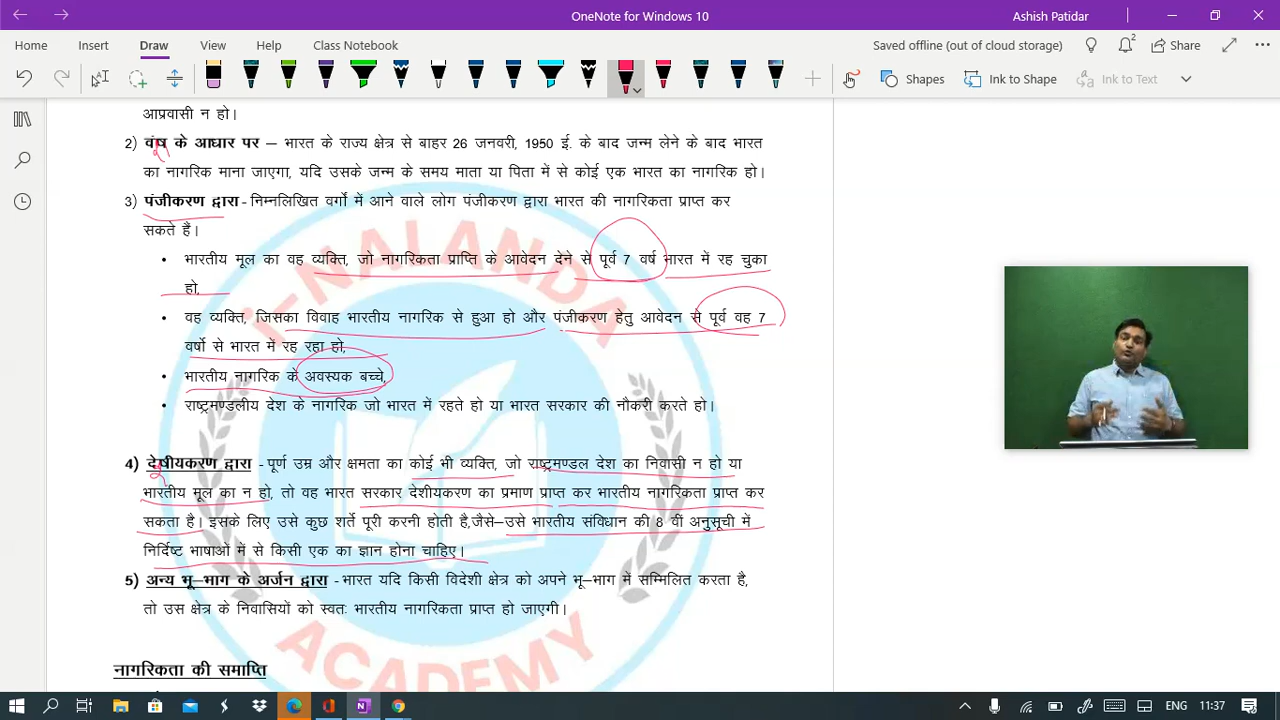 OneNote for Windows 10
Ashish Patidar
Home Insert Draw View Help Class Notebook
Saved offline (out of cloud storage)
Share
Shapes
Ink to Shape
Ink to Text
आप्रवासी न हो।
2) वंष के आधार पर – भारत के राज्य क्षेत्र से बाहर 26 जनवरी, 1950 ई. के बाद जन्म लेने के बाद भारत
का नागरिक माना जाएगा, यदि उसके जन्म के समय माता या पिता में से कोई एक भारत का नागरिक हो।
3) पंजीकरण द्वारा - निम्नलिखित वर्गो में आने वाले लोग पंजीकरण द्वारा भारत की नागरिकता प्राप्त कर
सकते हैं।
• भारतीय मूल का वह व्यक्ति, जो नागरिकता प्राप्ति के आवेदन देने से पूर्व 7 वर्ष भारत में रह चुका
हो,
• वह व्यक्ति, जिसका विवाह भारतीय नागरिक से हुआ हो और पंजीकरण हेतु आवेदन से पूर्व वह 7
वर्षो से भारत में रह रहा हो,
• भारतीय नागरिक के अवस्यक बच्चे,
• राष्ट्रमण्डलीय देश के नागरिक जो भारत में रहते हो या भारत सरकार की नौकरी करते हो।
4) देषीयकरण द्वारा - पूर्ण उम्र और क्षमता का कोई भी व्यक्ति, जो राष्ट्रमण्डल देश का निवासी न हो या
भारतीय मूल का न हो, तो वह भारत सरकार देशीयकरण का प्रमाण प्राप्त कर भारतीय नागरिकता प्राप्त कर
सकता है। इसके लिए उसे कुछ शर्ते पूरी करनी होती है,जैसे–उसे भारतीय संविधान की 8 वीं अनुसूची में
निर्दिष्ट भाषाओं में से किसी एक का ज्ञान होना चाहिए।
5) अन्य भू–भाग के अर्जन द्वारा - भारत यदि किसी विदेशी क्षेत्र को अपने भू–भाग में सम्मिलित करता है,
तो उस क्षेत्र के निवासियों को स्वतः भारतीय नागरिकता प्राप्त हो जाएगी।
नागरिकता की समाप्ति
i-NALANDA
ACADEMY
ENG 11:37